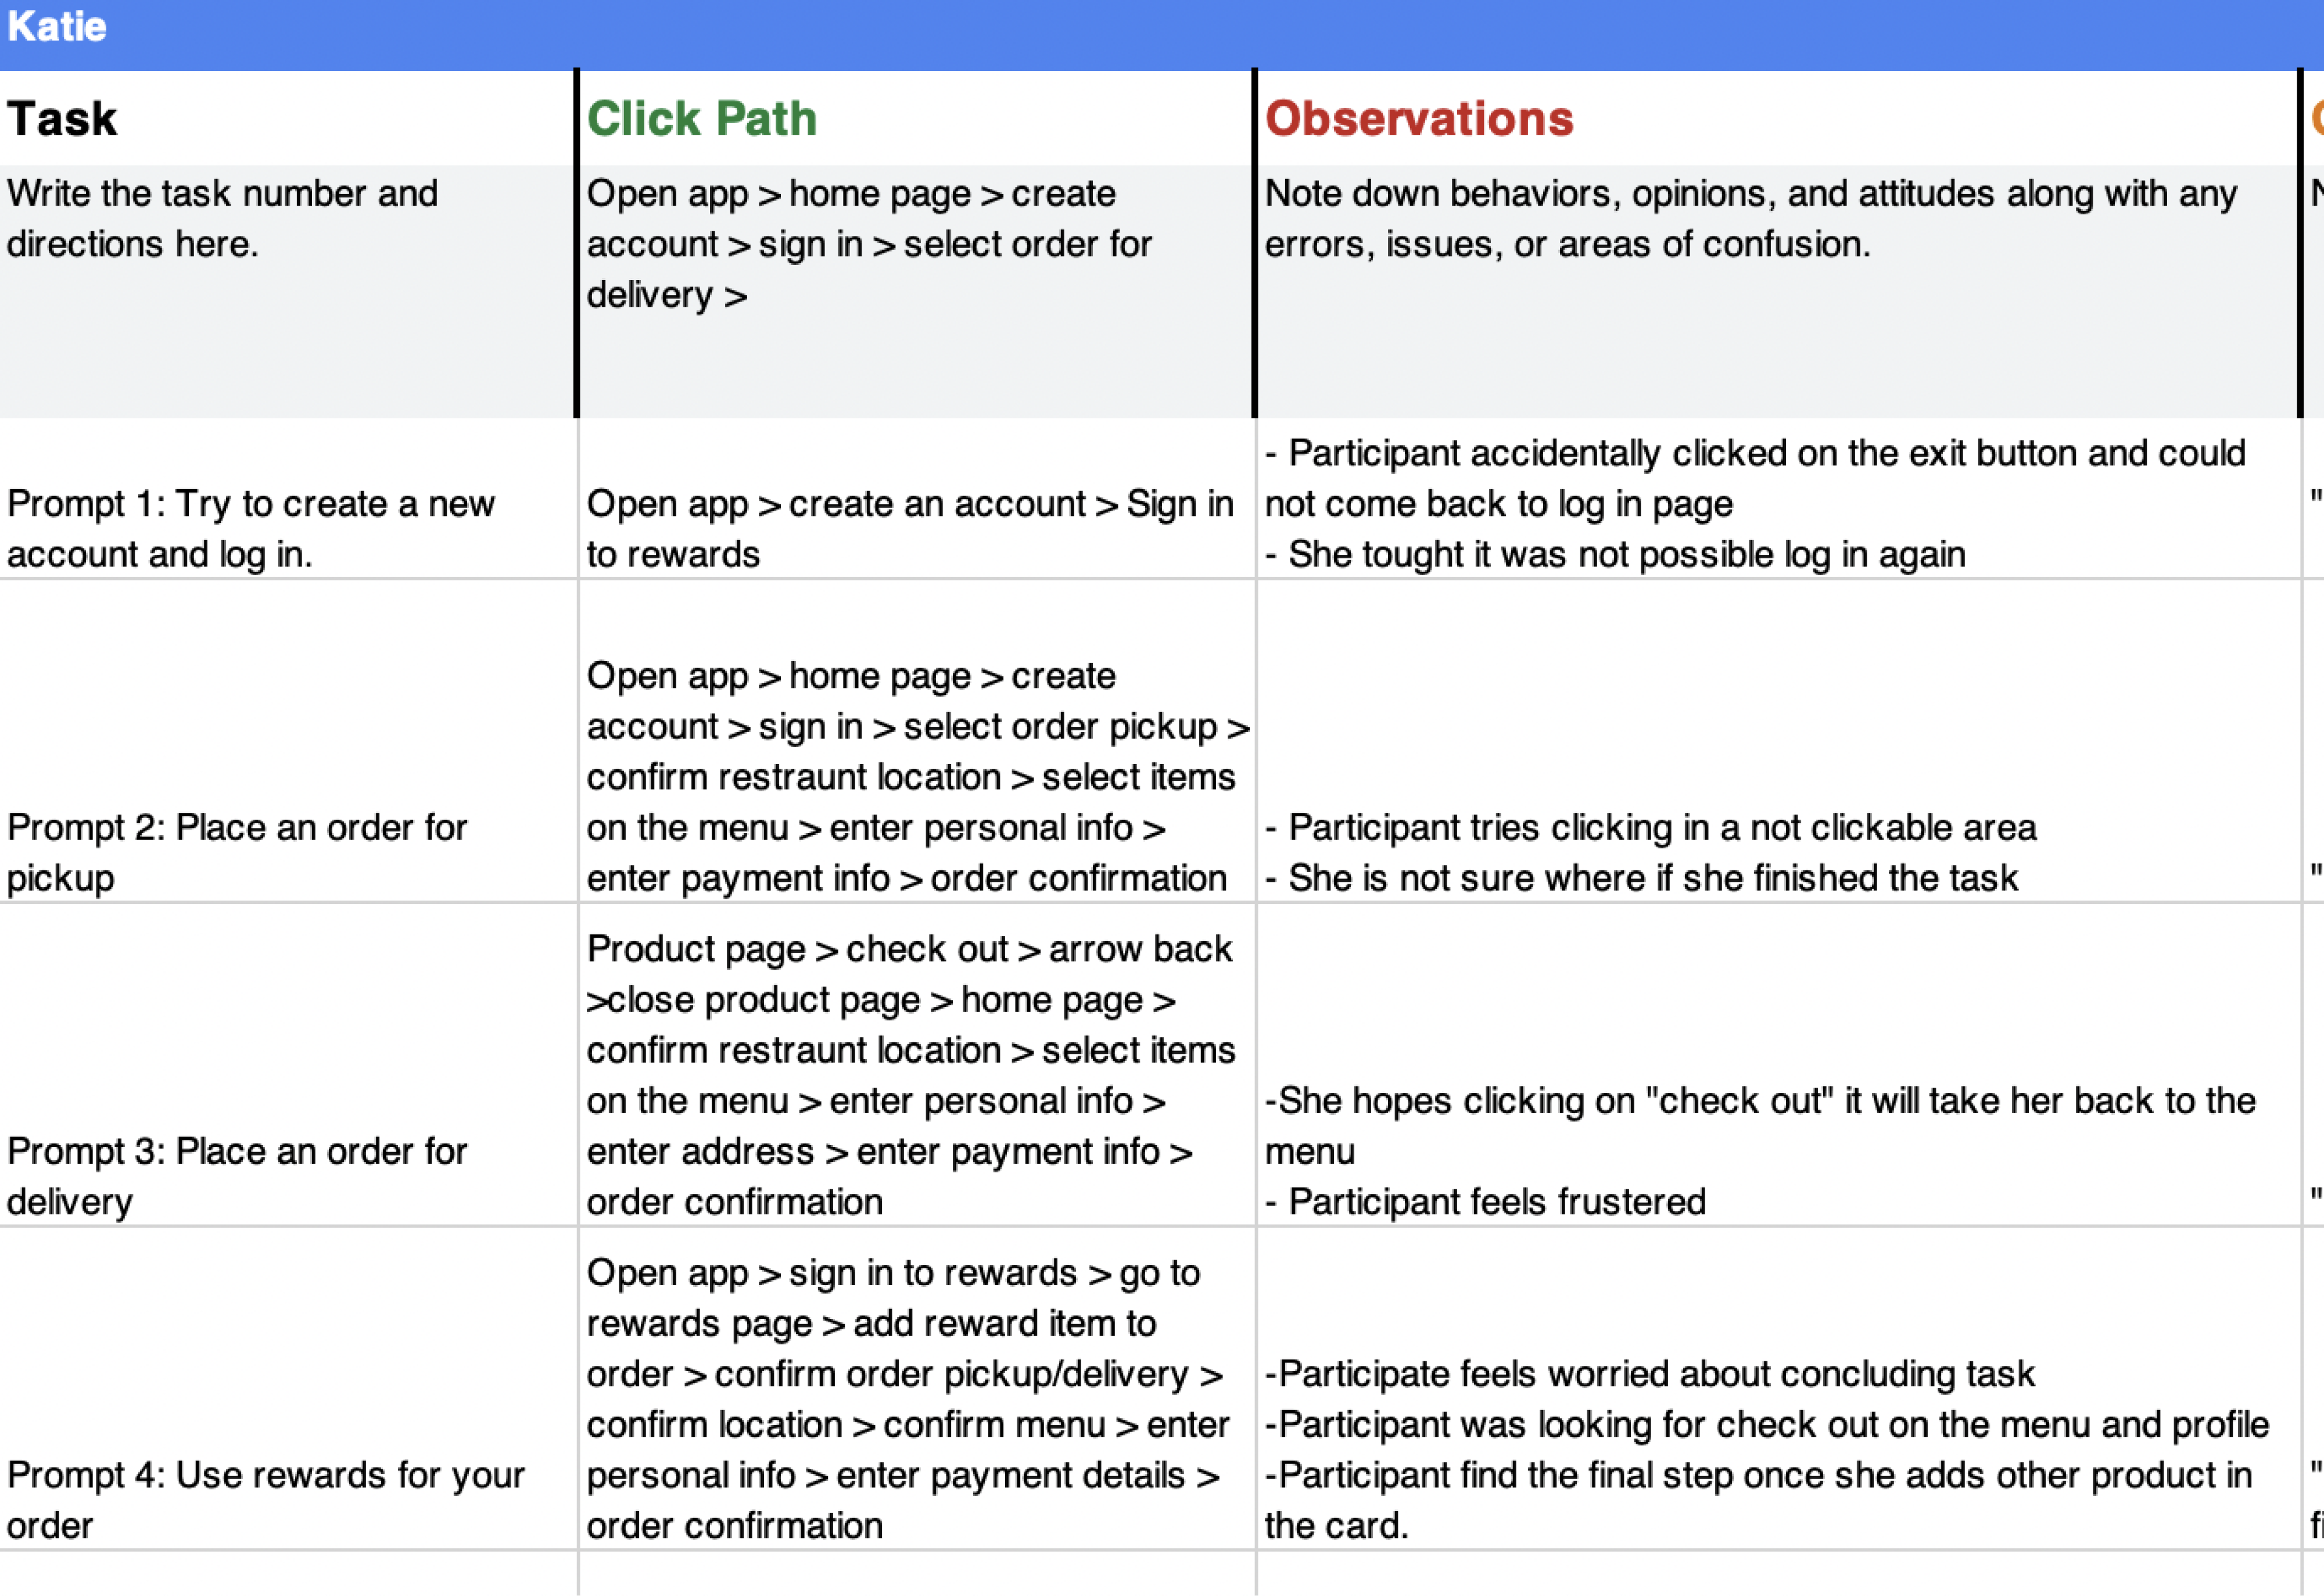 Katie
Task
Click Path
Observations
Write the task number and
directions here.
Open app > home page > create
account > sign in > select order for
delivery >
Note down behaviors, opinions, and attitudes along with any
errors, issues, or areas of confusion.
Prompt 1: Try to create a new
account and log in.
Open app > create an account > Sign in
to rewards
- Participant accidentally clicked on the exit button and could
not come back to log in page
- She tought it was not possible log in again
"
Prompt 2: Place an order for
pickup
Open app > home page > create
account > sign in > select order pickup >
confirm restraunt location > select items
on the menu > enter personal info >
enter payment info > order confirmation
- Participant tries clicking in a not clickable area
- She is not sure where if she finished the task
"
Prompt 3: Place an order for
delivery
Product page > check out > arrow back
>close product page > home page >
confirm restraunt location > select items
on the menu > enter personal info >
enter address > enter payment info >
order confirmation
-She hopes clicking on "check out" it will take her back to the
menu
- Participant feels frustered
"
Prompt 4: Use rewards for your
order
Open app > sign in to rewards > go to
rewards page > add reward item to
order > confirm order pickup/delivery >
confirm location > confirm menu > enter
personal info > enter payment details >
order confirmation
-Participate feels worried about concluding task
-Participant was looking for check out on the menu and profile
-Participant find the final step once she adds other product in
the card.
"